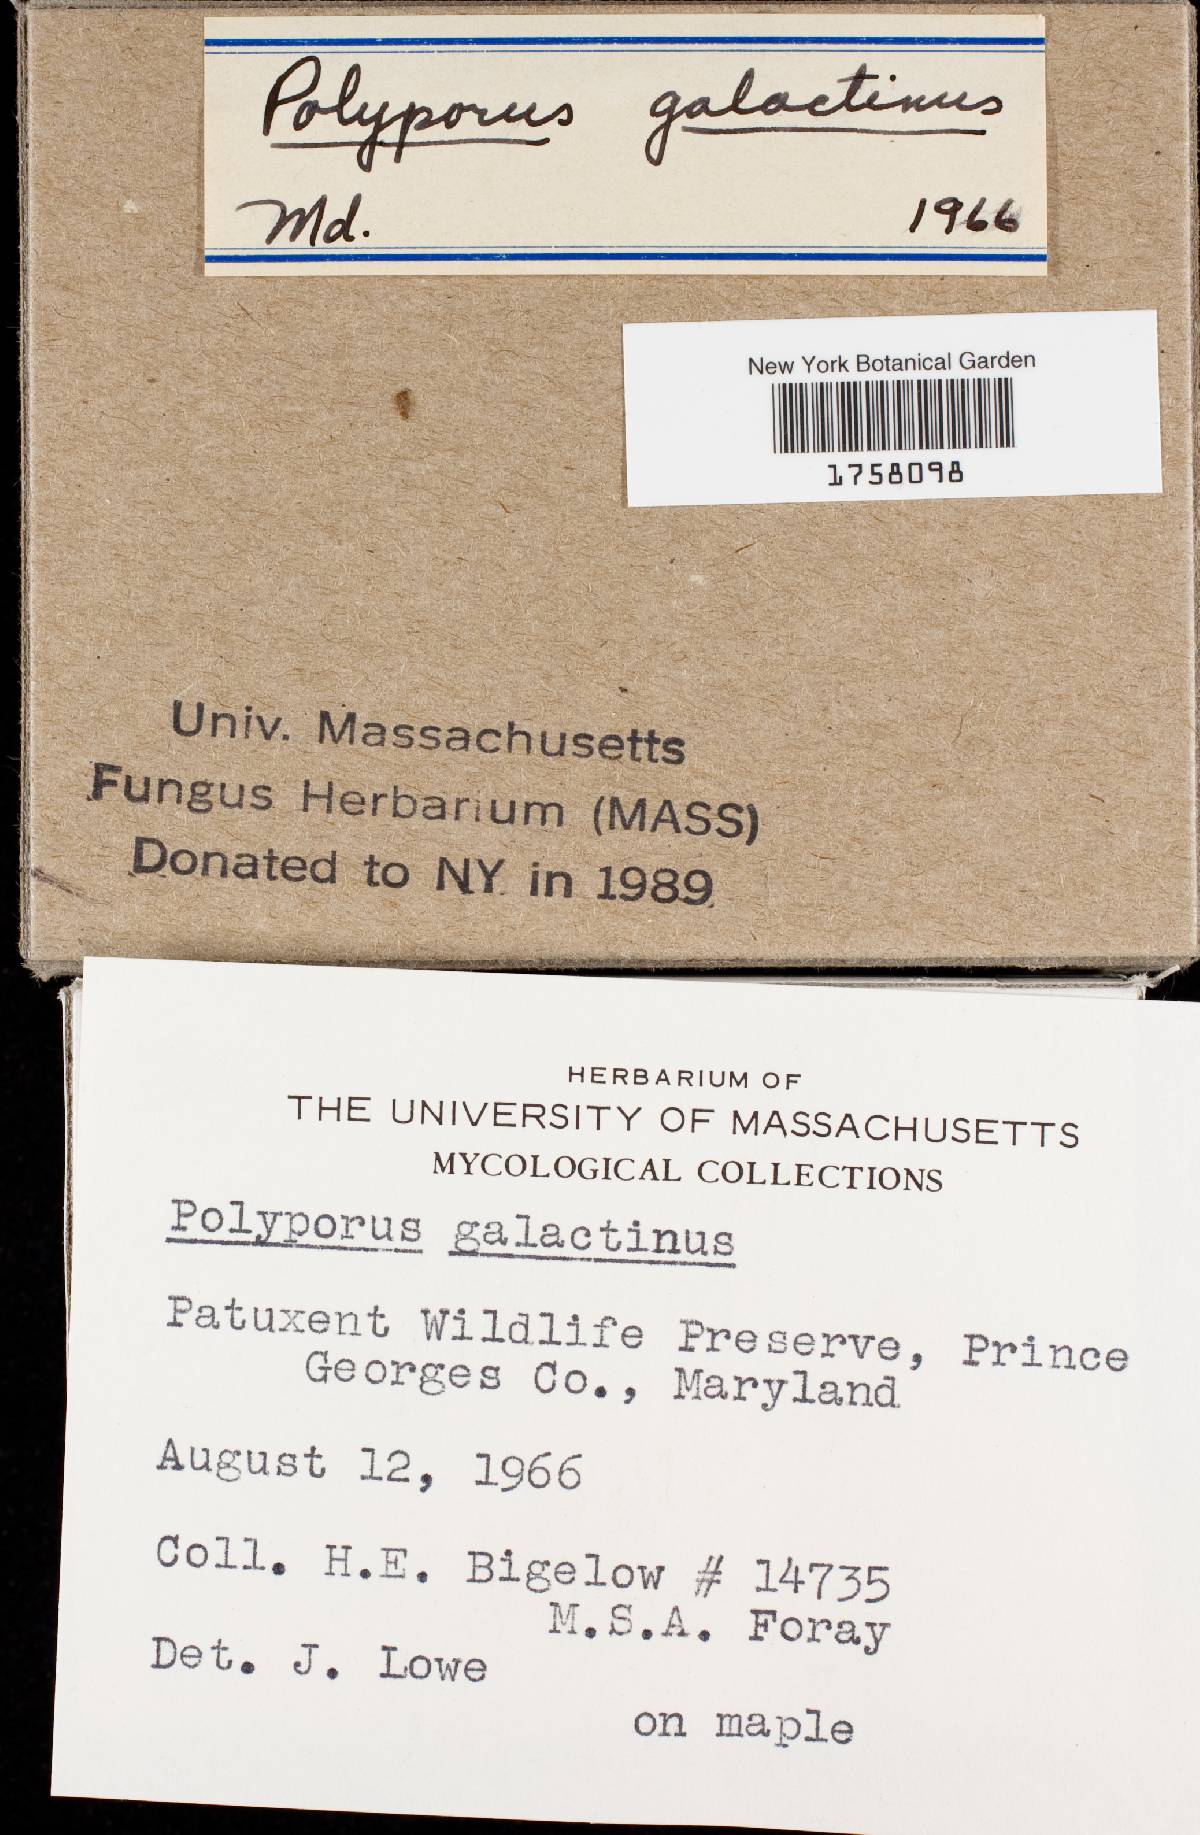 Polyporus galactinus
Md. 1966
New York Botanical Garden
1758098
Univ. Massachusetts
Fungus Herbarium (MASS)
Donated to NY in 1989
HERBARIUM OF
THE UNIVERSITY OF MASSACHUSETTS
MYCOLOGICAL COLLECTIONS
Polyporus galactinus
Patuxent Wildlife Preserve, Prince
Georges Co., Maryland
August 12, 1966
Coll. H.E. Bigelow # 14735
M.S.A. Foray
Det. J. Lowe
on maple